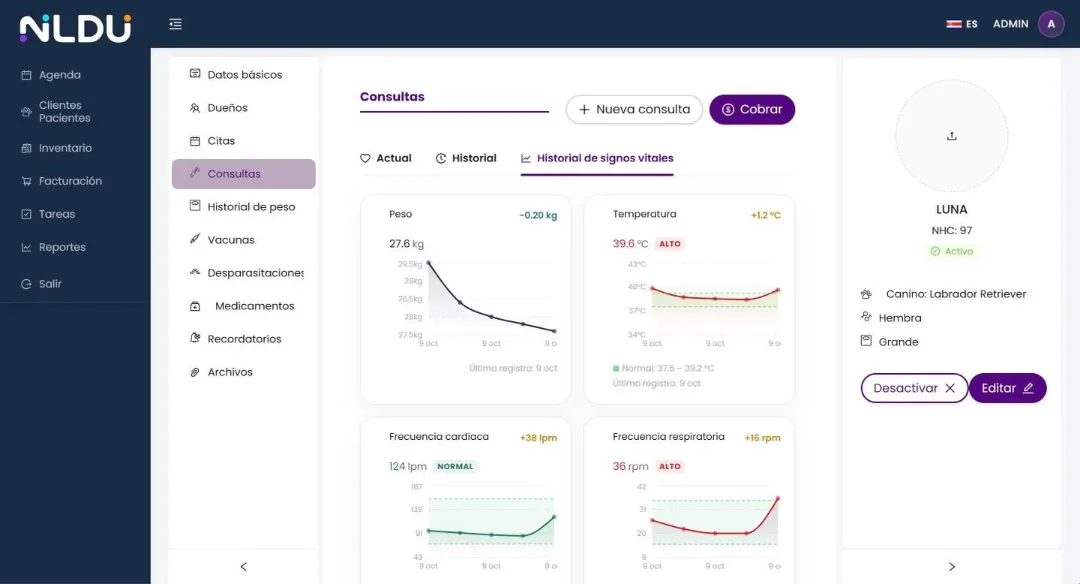 NILDU
ES
ADMIN
A
Agenda
Clientes
Pacientes
Inventario
Facturación
Tareas
Reportes
Salir
Datos básicos
Dueños
Citas
Consultas
Historial de peso
Vacunas
Desparasitaciones
Medicamentos
Recordatorios
Archivos
Consultas
+ Nueva consulta
Cobrar
Actual
Historial
Historial de signos vitales
Peso
-0.20 kg
27.6 kg
29.5kg
29kg
28.5kg
28kg
27.5kg
9 oct
9 oct
9 o
Último registro: 9 oct
Temperatura
+1.2 °C
39.6 °C ALTO
43°C
40°C
37°C
34°C
9 oct
9 oct
9 o
Normal: 37.5 – 39.2 °C
Último registro: 9 oct
Frecuencia cardiaca
+38 lpm
124 lpm NORMAL
187
139
91
43
9 oct
9 oct
9 o
Frecuencia respiratoria
+16 rpm
36 rpm ALTO
42
31
20
9
9 oct
9 oct
9 o
LUNA
NHC: 97
Activo
Canino: Labrador Retriever
Hembra
Grande
Desactivar
Editar